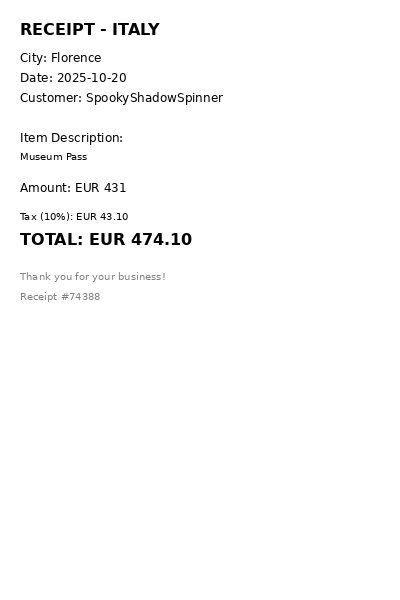 RECEIPT - ITALY
City: Florence
Date: 2025-10-20
Customer: SpookyShadowSpinner
Item Description:
Museum Pass
Amount: EUR 431
Tax (10%): EUR 43.10
TOTAL: EUR 474.10
Thank you for your business!
Receipt #74388